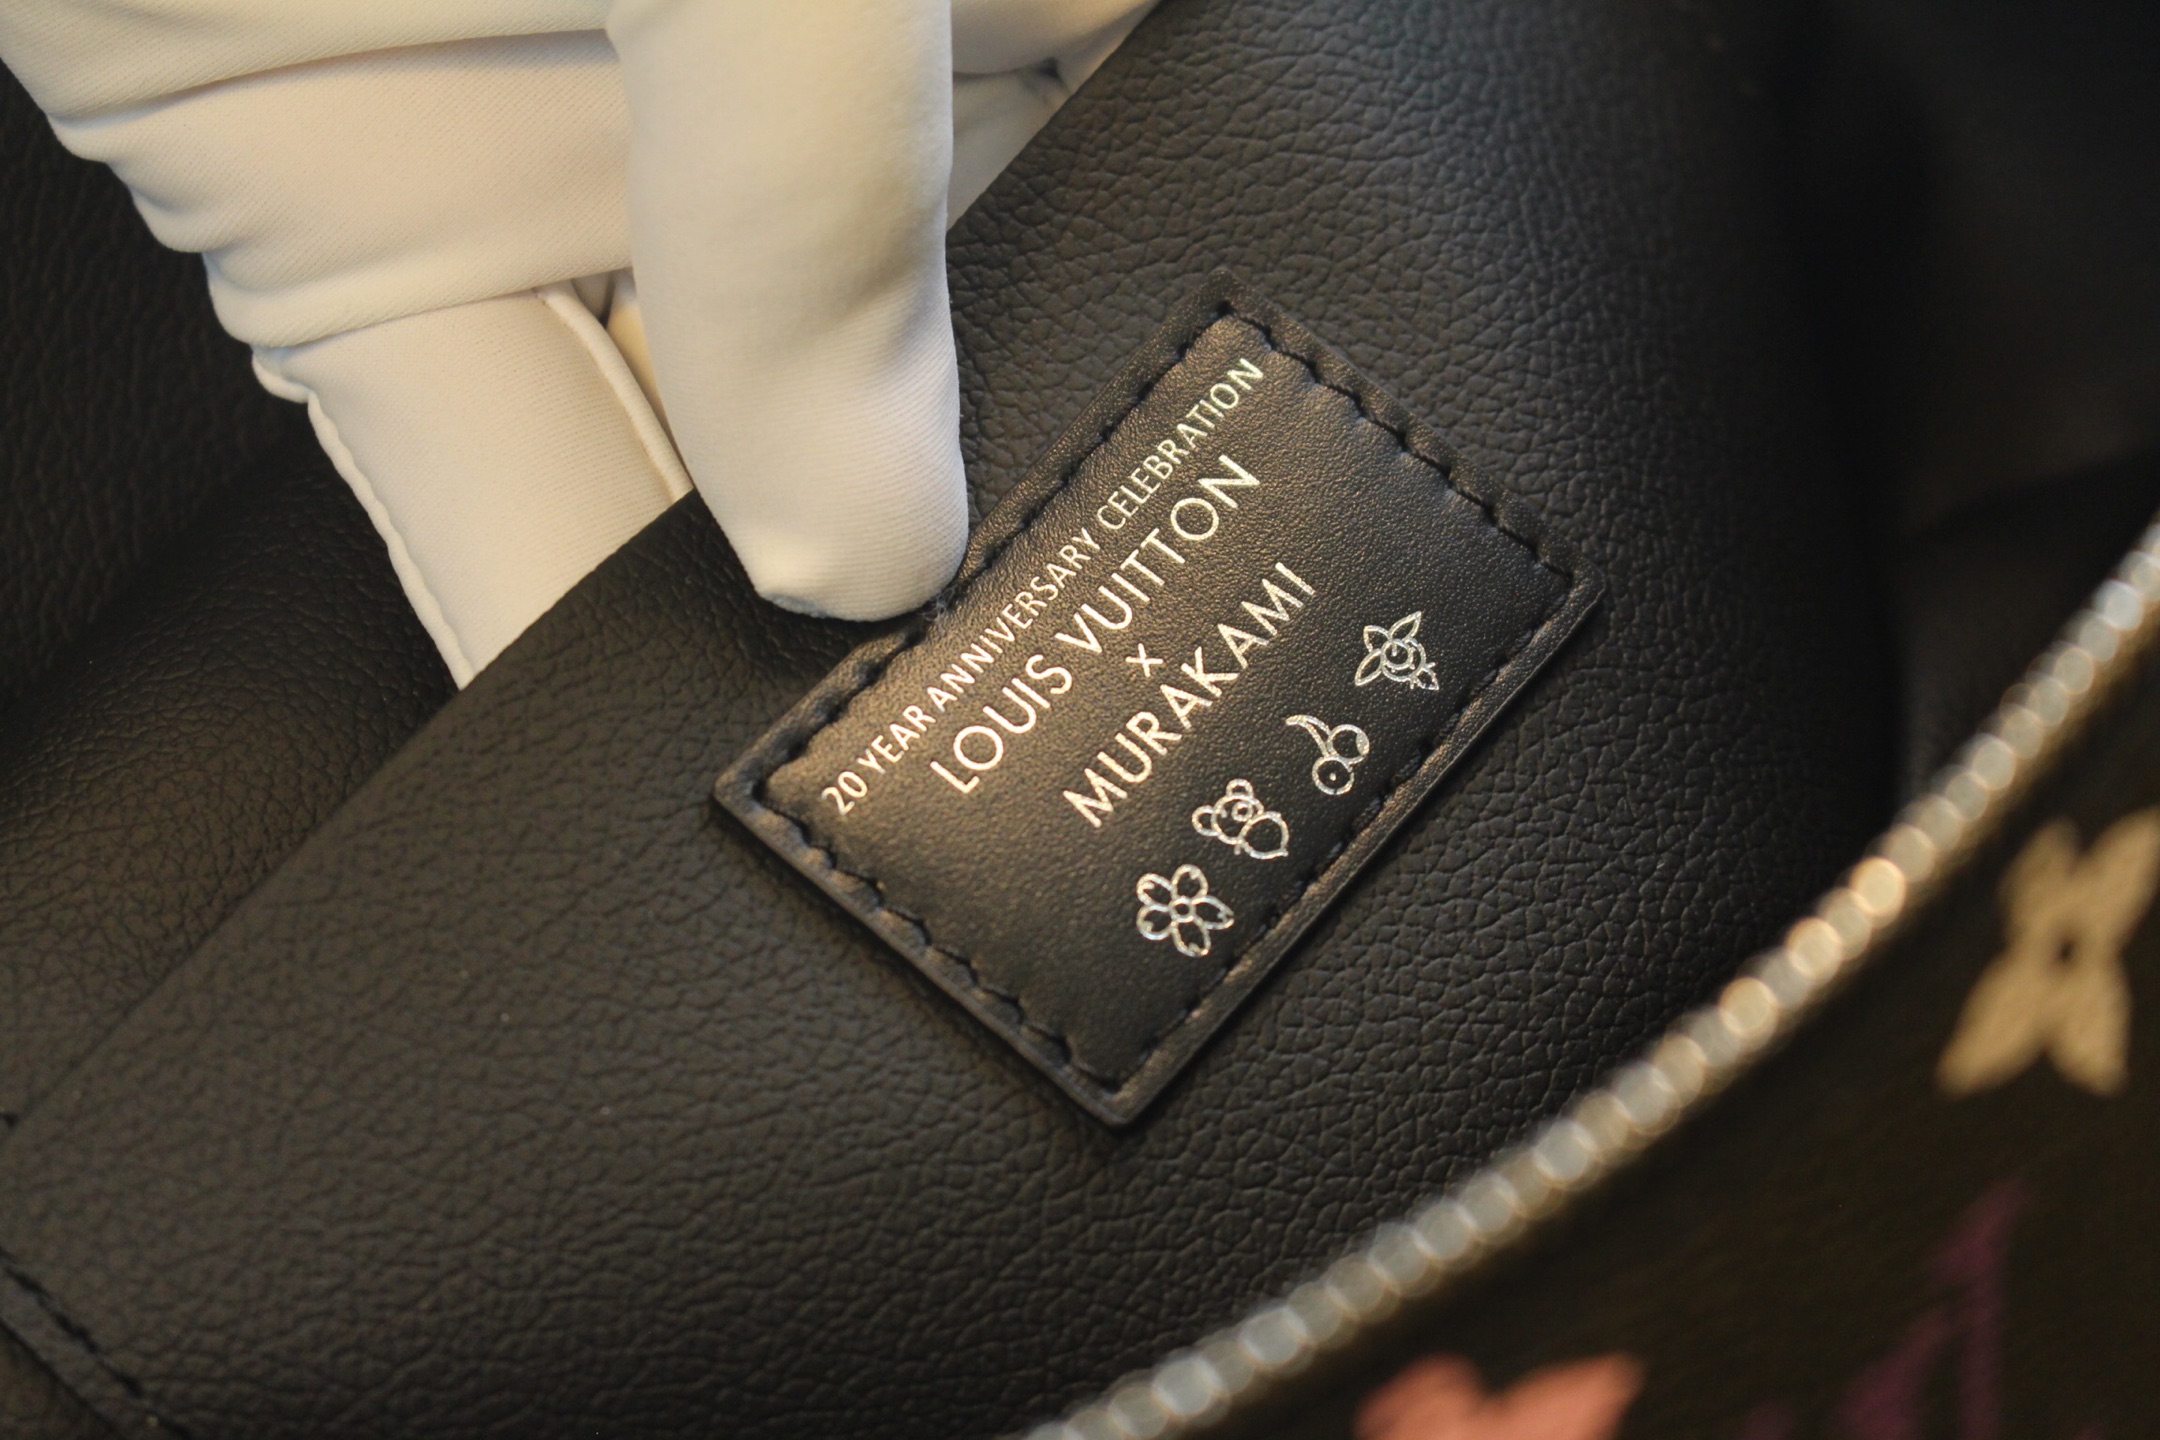 20 YEAR ANNIVERSARY CELEBRATION
LOUIS VUITTON
x
MURAKAMI